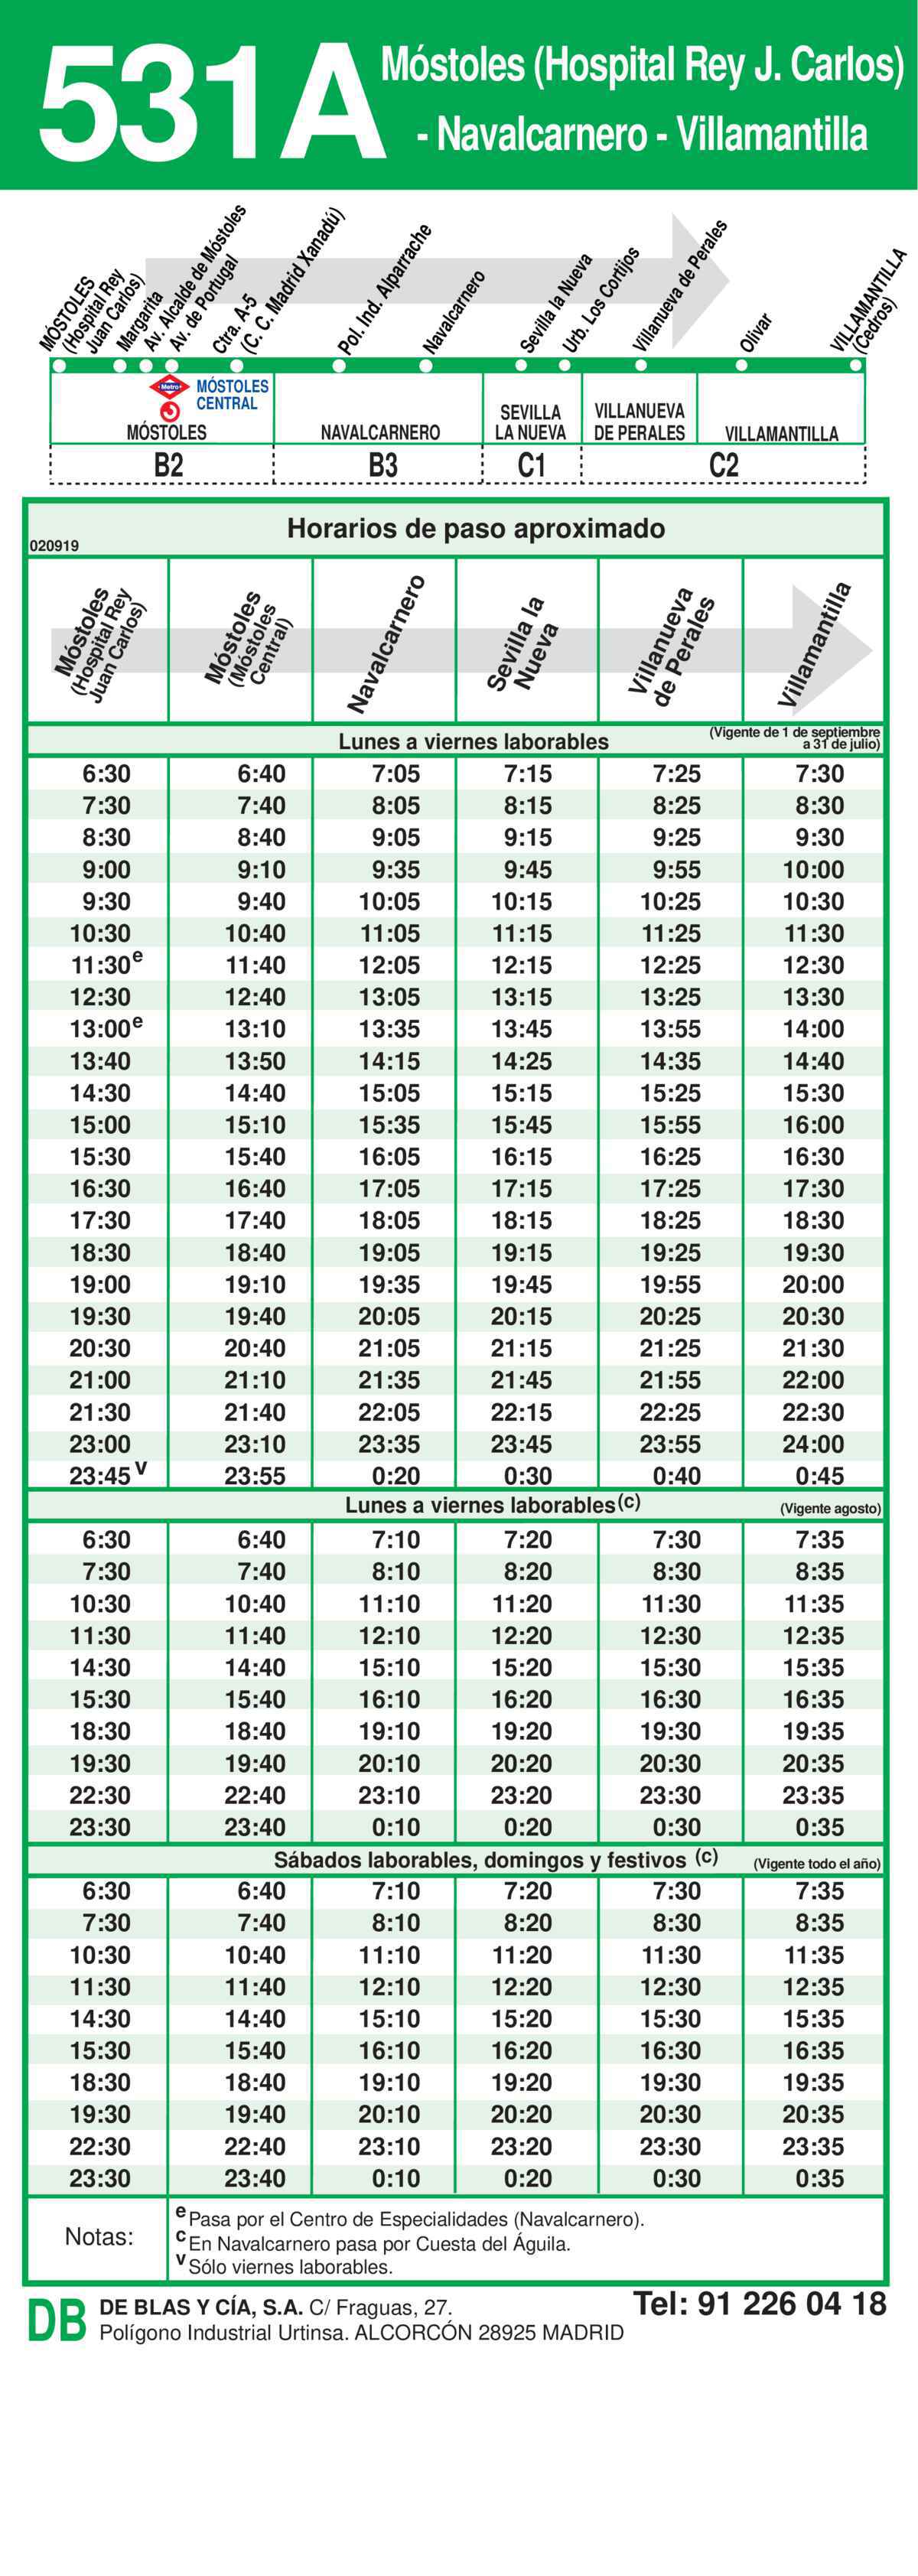 531A
Móstoles (Hospital Rey J. Carlos)
- Navalcarnero - Villamantilla
MÓSTOLES
(Hospital Rey
Juan Carlos)
Margarita
Av. Alcalde de Móstoles
Av. de Portugal
Ctra. A-5
(C. C. Madrid Xanadú)
Pol. Ind. Alparrache
Navalcarnero
Sevilla la Nueva
Urb. Los Cortijos
Villanueva de Perales
Olivar
VILLAMANTILLA
(Cedros)
Metro
MÓSTOLES
CENTRAL
MÓSTOLES
NAVALCARNERO
SEVILLA
LA NUEVA
VILLANUEVA
DE PERALES
VILLAMANTILLA
B2 B3 C1 C2
Horarios de paso aproximado
020919
Móstoles
(Hospital Rey
Juan Carlos)
Móstoles
(Móstoles
Central)
Navalcarnero
Sevilla la
Nueva
Villanueva
de Perales
Villamantilla
Lunes a viernes laborables
(Vigente de 1 de septiembre
a 31 de julio)
6:30 6:40 7:05 7:15 7:25 7:30
7:30 7:40 8:05 8:15 8:25 8:30
8:30 8:40 9:05 9:15 9:25 9:30
9:00 9:10 9:35 9:45 9:55 10:00
9:30 9:40 10:05 10:15 10:25 10:30
10:30 10:40 11:05 11:15 11:25 11:30
11:30e 11:40 12:05 12:15 12:25 12:30
12:30 12:40 13:05 13:15 13:25 13:30
13:00e 13:10 13:35 13:45 13:55 14:00
13:40 13:50 14:15 14:25 14:35 14:40
14:30 14:40 15:05 15:15 15:25 15:30
15:00 15:10 15:35 15:45 15:55 16:00
15:30 15:40 16:05 16:15 16:25 16:30
16:30 16:40 17:05 17:15 17:25 17:30
17:30 17:40 18:05 18:15 18:25 18:30
18:30 18:40 19:05 19:15 19:25 19:30
19:00 19:10 19:35 19:45 19:55 20:00
19:30 19:40 20:05 20:15 20:25 20:30
20:30 20:40 21:05 21:15 21:25 21:30
21:00 21:10 21:35 21:45 21:55 22:00
21:30 21:40 22:05 22:15 22:25 22:30
23:00 23:10 23:35 23:45 23:55 24:00
23:45v 23:55 0:20 0:30 0:40 0:45
Lunes a viernes laborables(c) (Vigente agosto)
6:30 6:40 7:10 7:20 7:30 7:35
7:30 7:40 8:10 8:20 8:30 8:35
10:30 10:40 11:10 11:20 11:30 11:35
11:30 11:40 12:10 12:20 12:30 12:35
14:30 14:40 15:10 15:20 15:30 15:35
15:30 15:40 16:10 16:20 16:30 16:35
18:30 18:40 19:10 19:20 19:30 19:35
19:30 19:40 20:10 20:20 20:30 20:35
22:30 22:40 23:10 23:20 23:30 23:35
23:30 23:40 0:10 0:20 0:30 0:35
Sábados laborables, domingos y festivos (c) (Vigente todo el año)
6:30 6:40 7:10 7:20 7:30 7:35
7:30 7:40 8:10 8:20 8:30 8:35
10:30 10:40 11:10 11:20 11:30 11:35
11:30 11:40 12:10 12:20 12:30 12:35
14:30 14:40 15:10 15:20 15:30 15:35
15:30 15:40 16:10 16:20 16:30 16:35
18:30 18:40 19:10 19:20 19:30 19:35
19:30 19:40 20:10 20:20 20:30 20:35
22:30 22:40 23:10 23:20 23:30 23:35
23:30 23:40 0:10 0:20 0:30 0:35
Notas:
e Pasa por el Centro de Especialidades (Navalcarnero).
c En Navalcarnero pasa por Cuesta del Águila.
v Sólo viernes laborables.
DB
DE BLAS Y CÍA, S.A. C/ Fraguas, 27.
Polígono Industrial Urtinsa. ALCORCÓN 28925 MADRID
Tel: 91 226 04 18